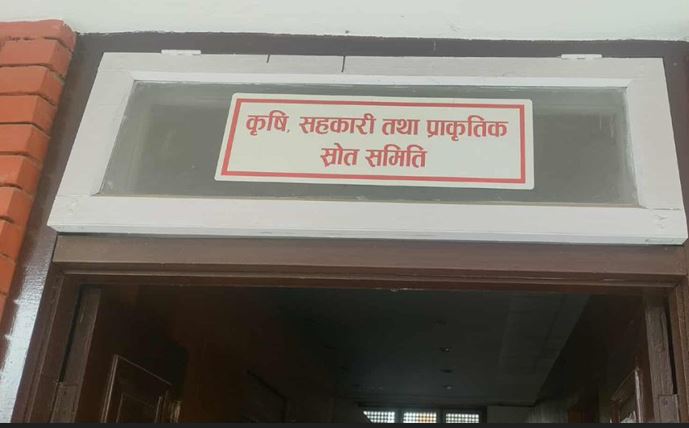 कृषि, सहकारी तथा प्राकृतिक
स्रोत समिति